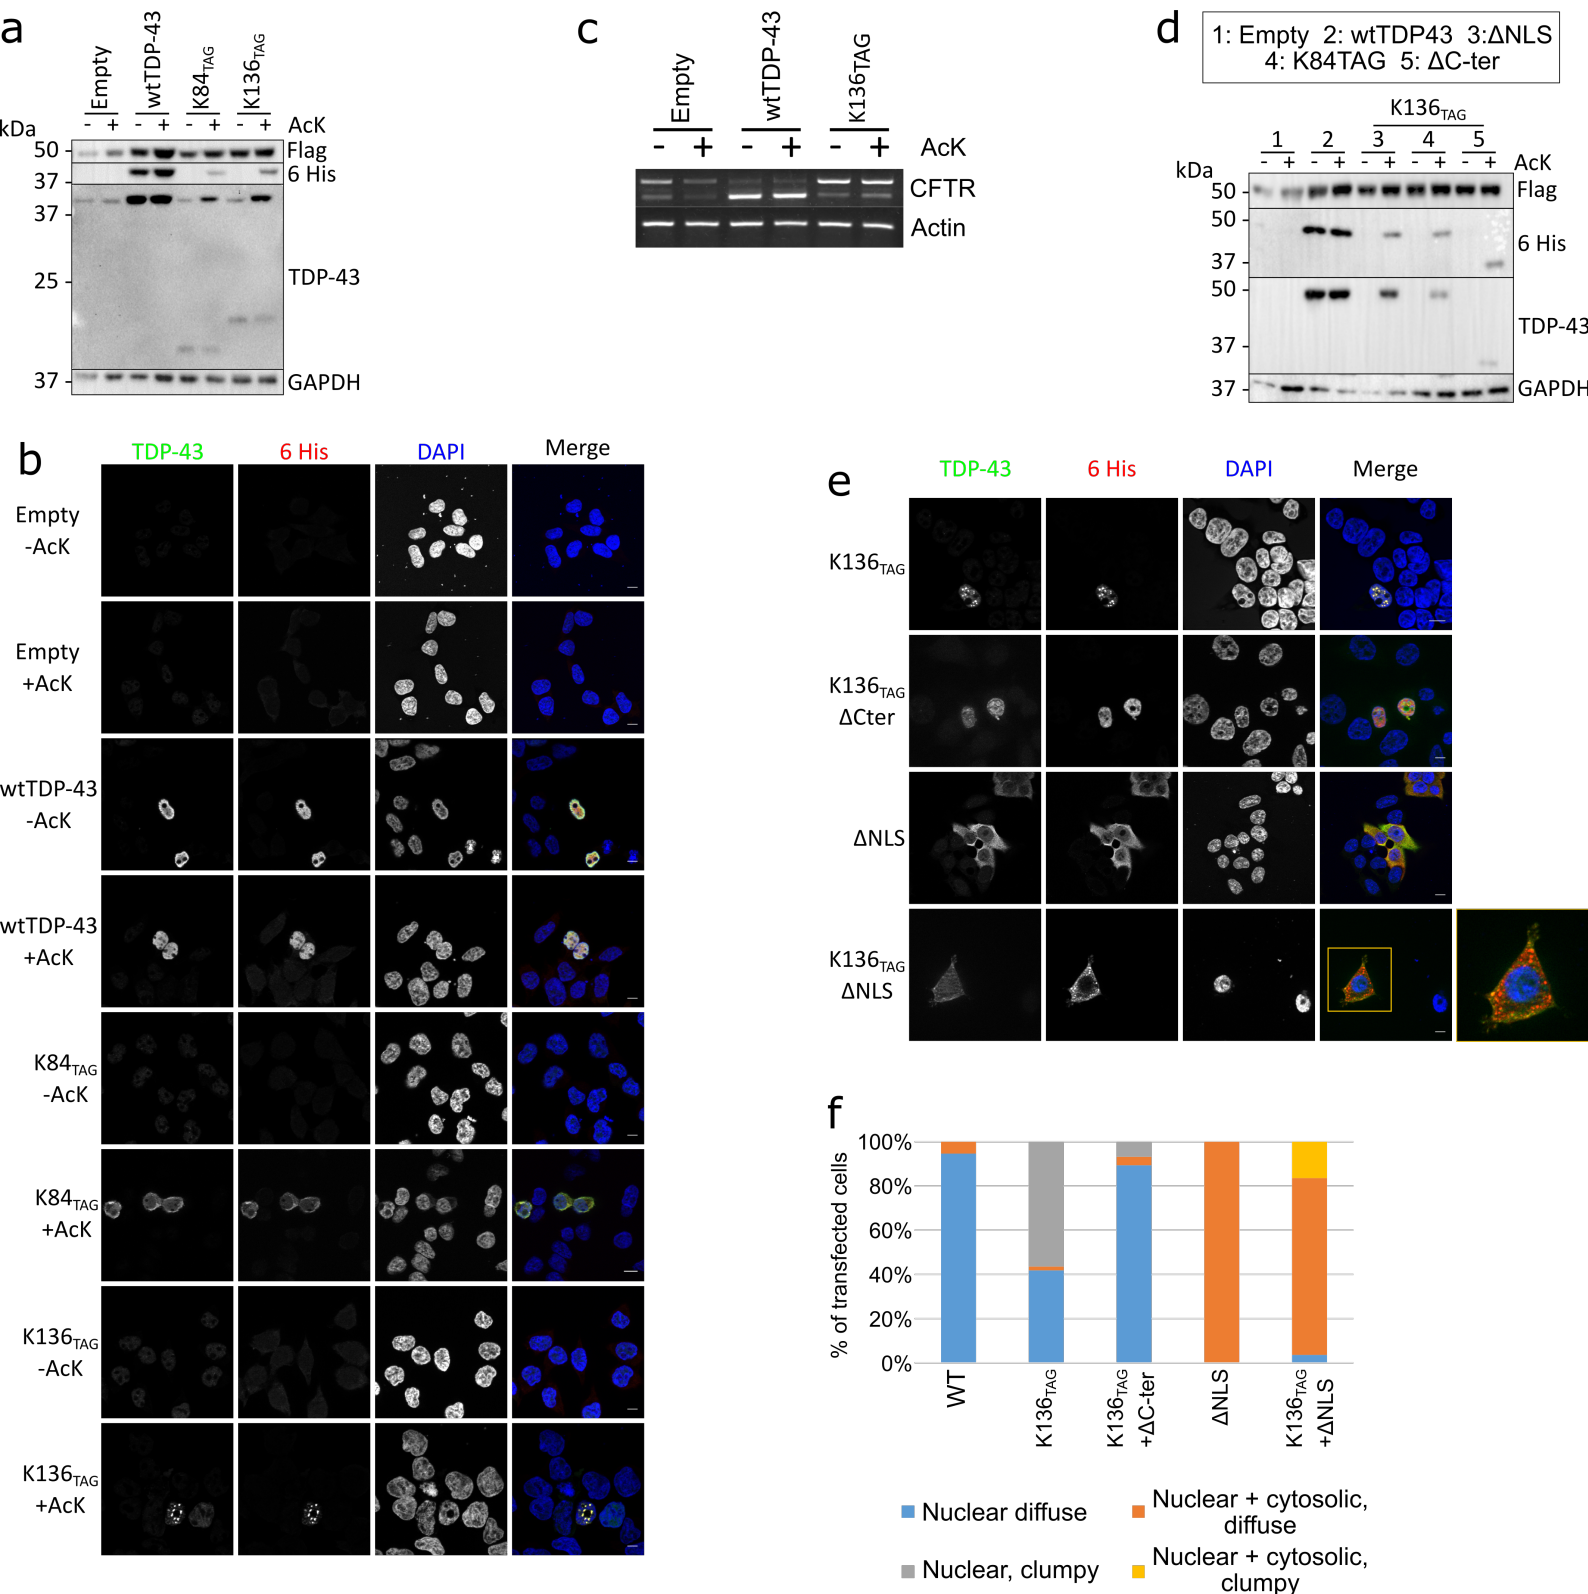 a
Empty
wtTDP-43
K84TAG
K136TAG
- + - + - + - + AcK
kDa
50 Flag
37 6 His
37
25
TDP-43
37 GAPDH
b
TDP-43 6 His DAPI Merge
Empty
-AcK
Empty
+AcK
wtTDP-43
-AcK
wtTDP-43
+AcK
K84TAG
-AcK
K84TAG
+AcK
K136TAG
-AcK
K136TAG
+AcK
c
Empty
wtTDP-43
K136TAG
- + - + - + AcK
CFTR
Actin
d
1: Empty 2: wtTDP43 3:ΔNLS
4: K84TAG 5: ΔC-ter
K136TAG
1 2 3 4 5
- + - + - + - + - + AcK
kDa
50 Flag
50
6 His
37
50
TDP-43
37
37 GAPDH
e
TDP-43 6 His DAPI Merge
K136TAG
K136TAG
ΔCter
ΔNLS
K136TAG
ΔNLS
f
% of transfected cells
100%
80%
60%
40%
20%
0%
WT
K136TAG
K136TAG
+ΔC-ter
ΔNLS
K136TAG
+ΔNLS
Nuclear diffuse
Nuclear + cytosolic,
diffuse
Nuclear, clumpy
Nuclear + cytosolic,
clumpy